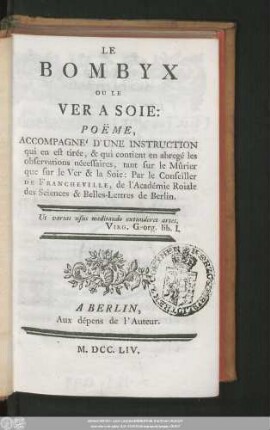 LE
BOMBYX
OU LE
VER A SOIE:
POËME,
ACCOMPAGNE' D'UNE INSTRUCTION
qui en est tirée, & qui contient en abregé les
observations nécessaires, tant sur le Mûrier
que sur le Ver & la Soie: Par le Conseiller
DE FRANCHEVILLE, de l'Académie Roiale
des Sciences & Belles-Lettres de Berlin.
Ut varias usus meditando extunderet artes,
VIRG. Georg. lib. I.
A BERLIN,
Aux dépens de l'Auteur.
M. DCC. LIV.